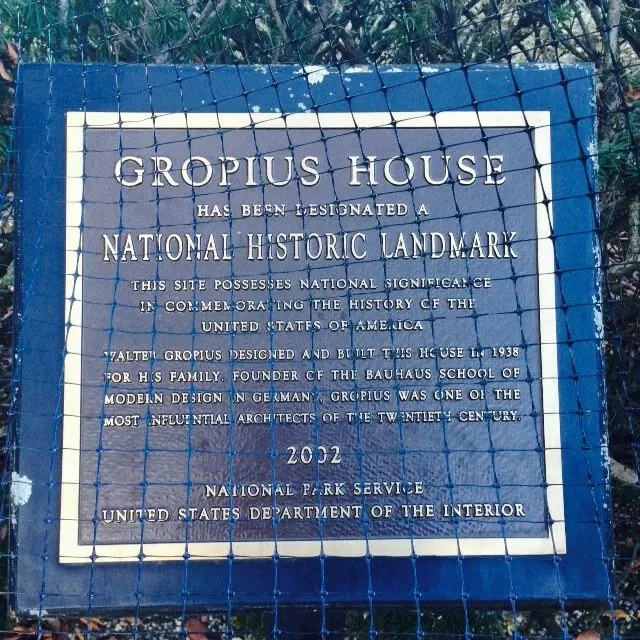 GROPIUS HOUSE
HAS BEEN DESIGNATED A
NATIONAL HISTORIC LANDMARK
THIS SITE POSSESSES NATIONAL SIGNIFICANCE
IN COMMEMORATING THE HISTORY OF THE
UNITED STATES OF AMERICA
WALTER GROPIUS DESIGNED AND BUILT THIS HOUSE IN 1938
FOR HIS FAMILY. FOUNDER OF THE BAUHAUS SCHOOL OF
MODERN DESIGN IN GERMANY, GROPIUS WAS ONE OF THE
MOST INFLUENTIAL ARCHITECTS OF THE TWENTIETH CENTURY.
2002
NATIONAL PARK SERVICE
UNITED STATES DEPARTMENT OF THE INTERIOR